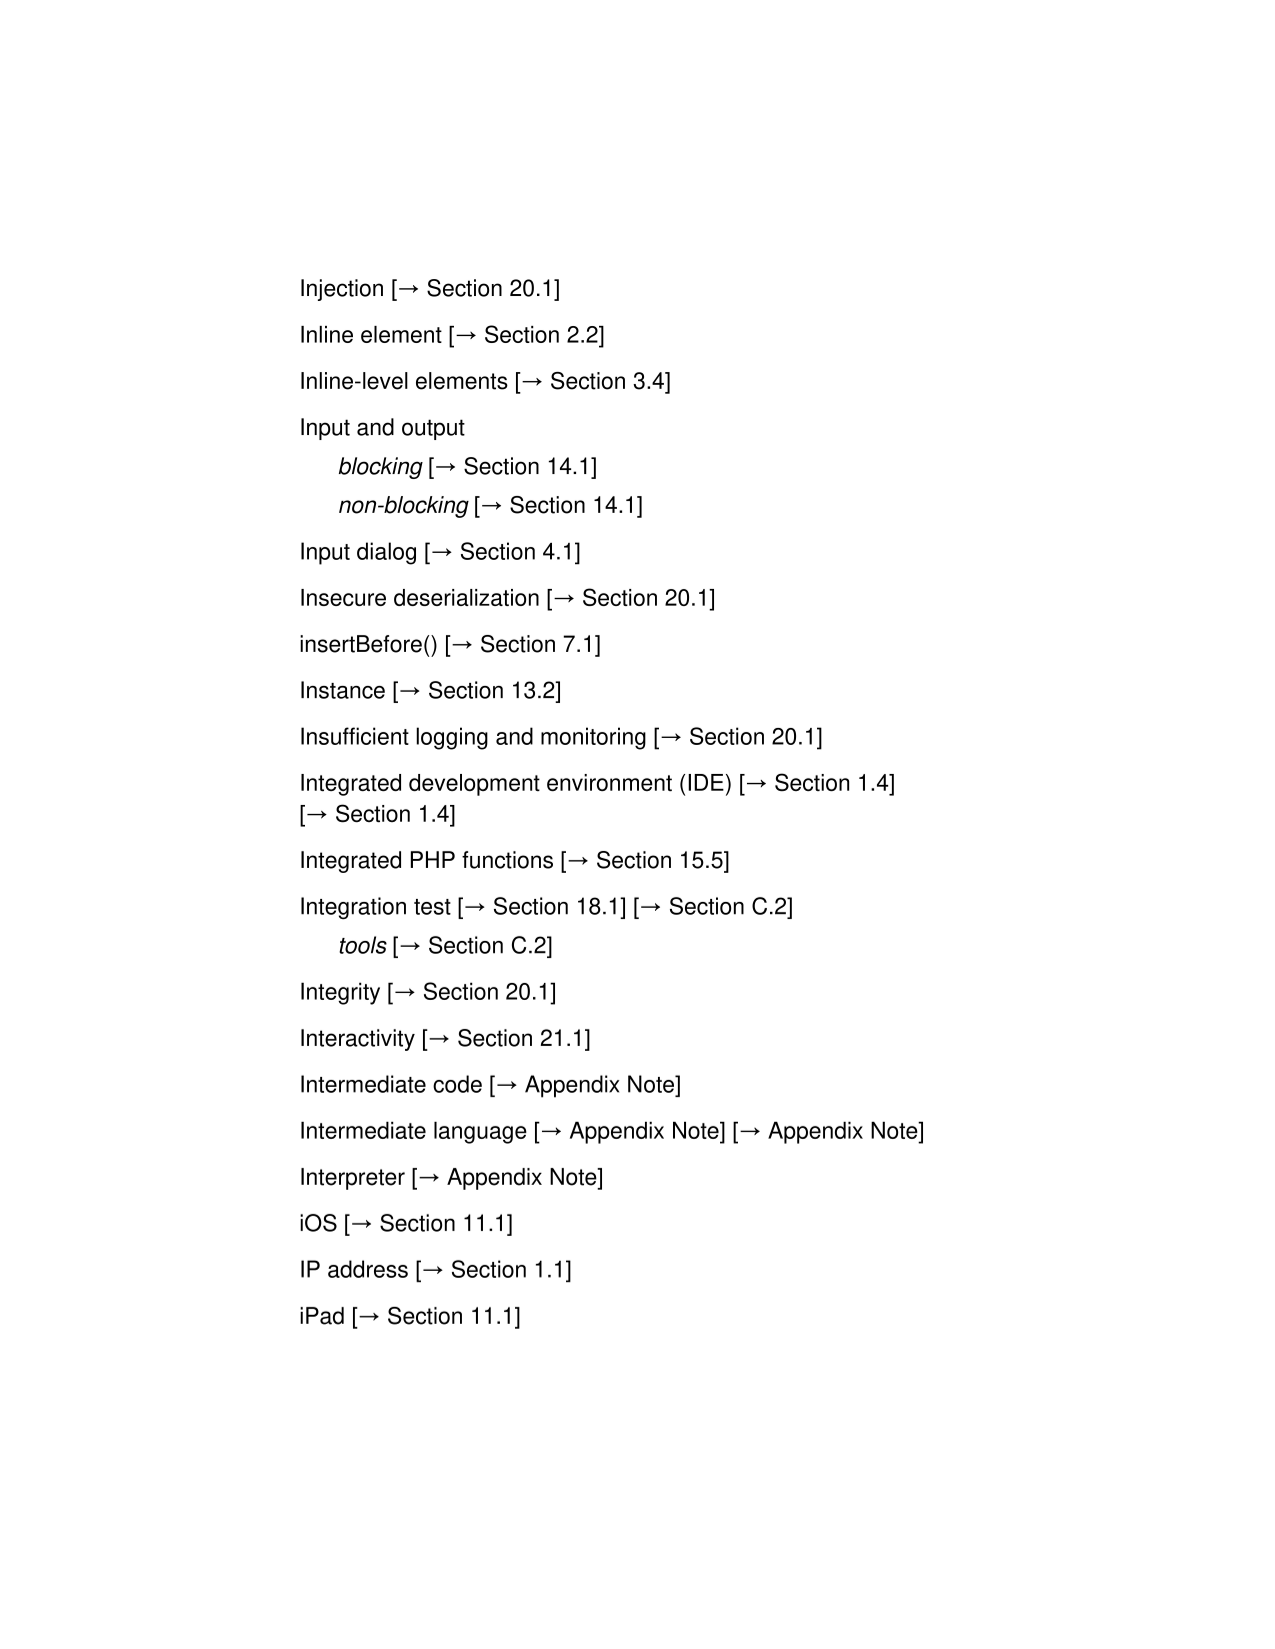 Injection [→ Section 20.1]
Inline element [→ Section 2.2]
Inline-level elements [→ Section 3.4]
Input and output
blocking [→ Section 14.1]
non-blocking [→ Section 14.1]
Input dialog [→ Section 4.1]
Insecure deserialization [→ Section 20.1]
insertBefore() [→ Section 7.1]
Instance [→ Section 13.2]
Insufficient logging and monitoring [→ Section 20.1]
Integrated development environment (IDE) [→ Section 1.4]
[→ Section 1.4]
Integrated PHP functions [→ Section 15.5]
Integration test [→ Section 18.1] [→ Section C.2]
tools [→ Section C.2]
Integrity [→ Section 20.1]
Interactivity [→ Section 21.1]
Intermediate code [→ Appendix Note]
Intermediate language [→ Appendix Note] [→ Appendix Note]
Interpreter [→ Appendix Note]
iOS [→ Section 11.1]
IP address [→ Section 1.1]
iPad [→ Section 11.1]